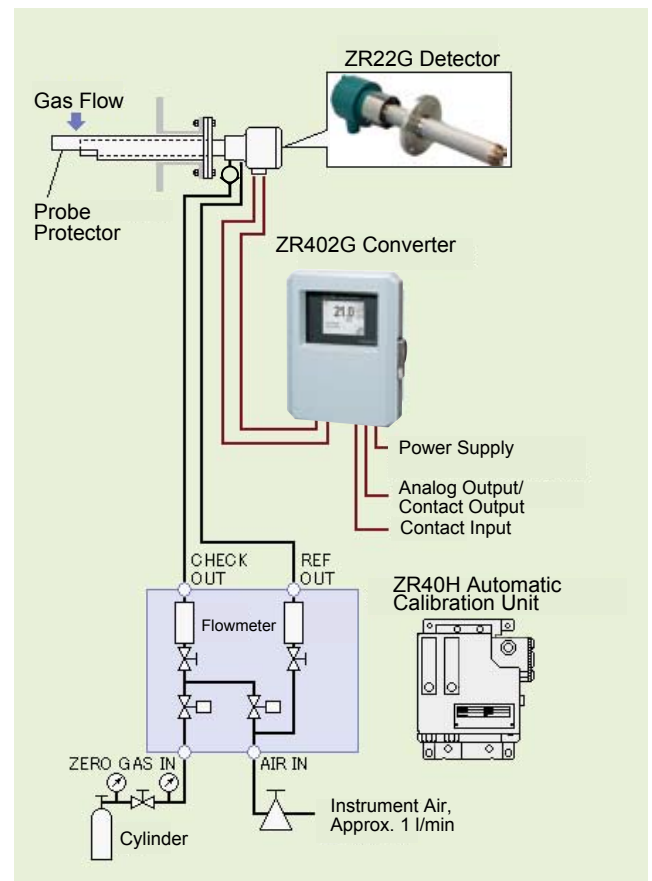 ZR22G Detector
Gas Flow
Probe
Protector
ZR402G Converter
21.0
Power Supply
Analog Output/
Contact Output
Contact Input
CHECK
OUT
REF
OUT
ZR40H Automatic
Calibration Unit
Flowmeter
ZERO GAS IN
AIR IN
Instrument Air,
Approx. 1 l/min
Cylinder